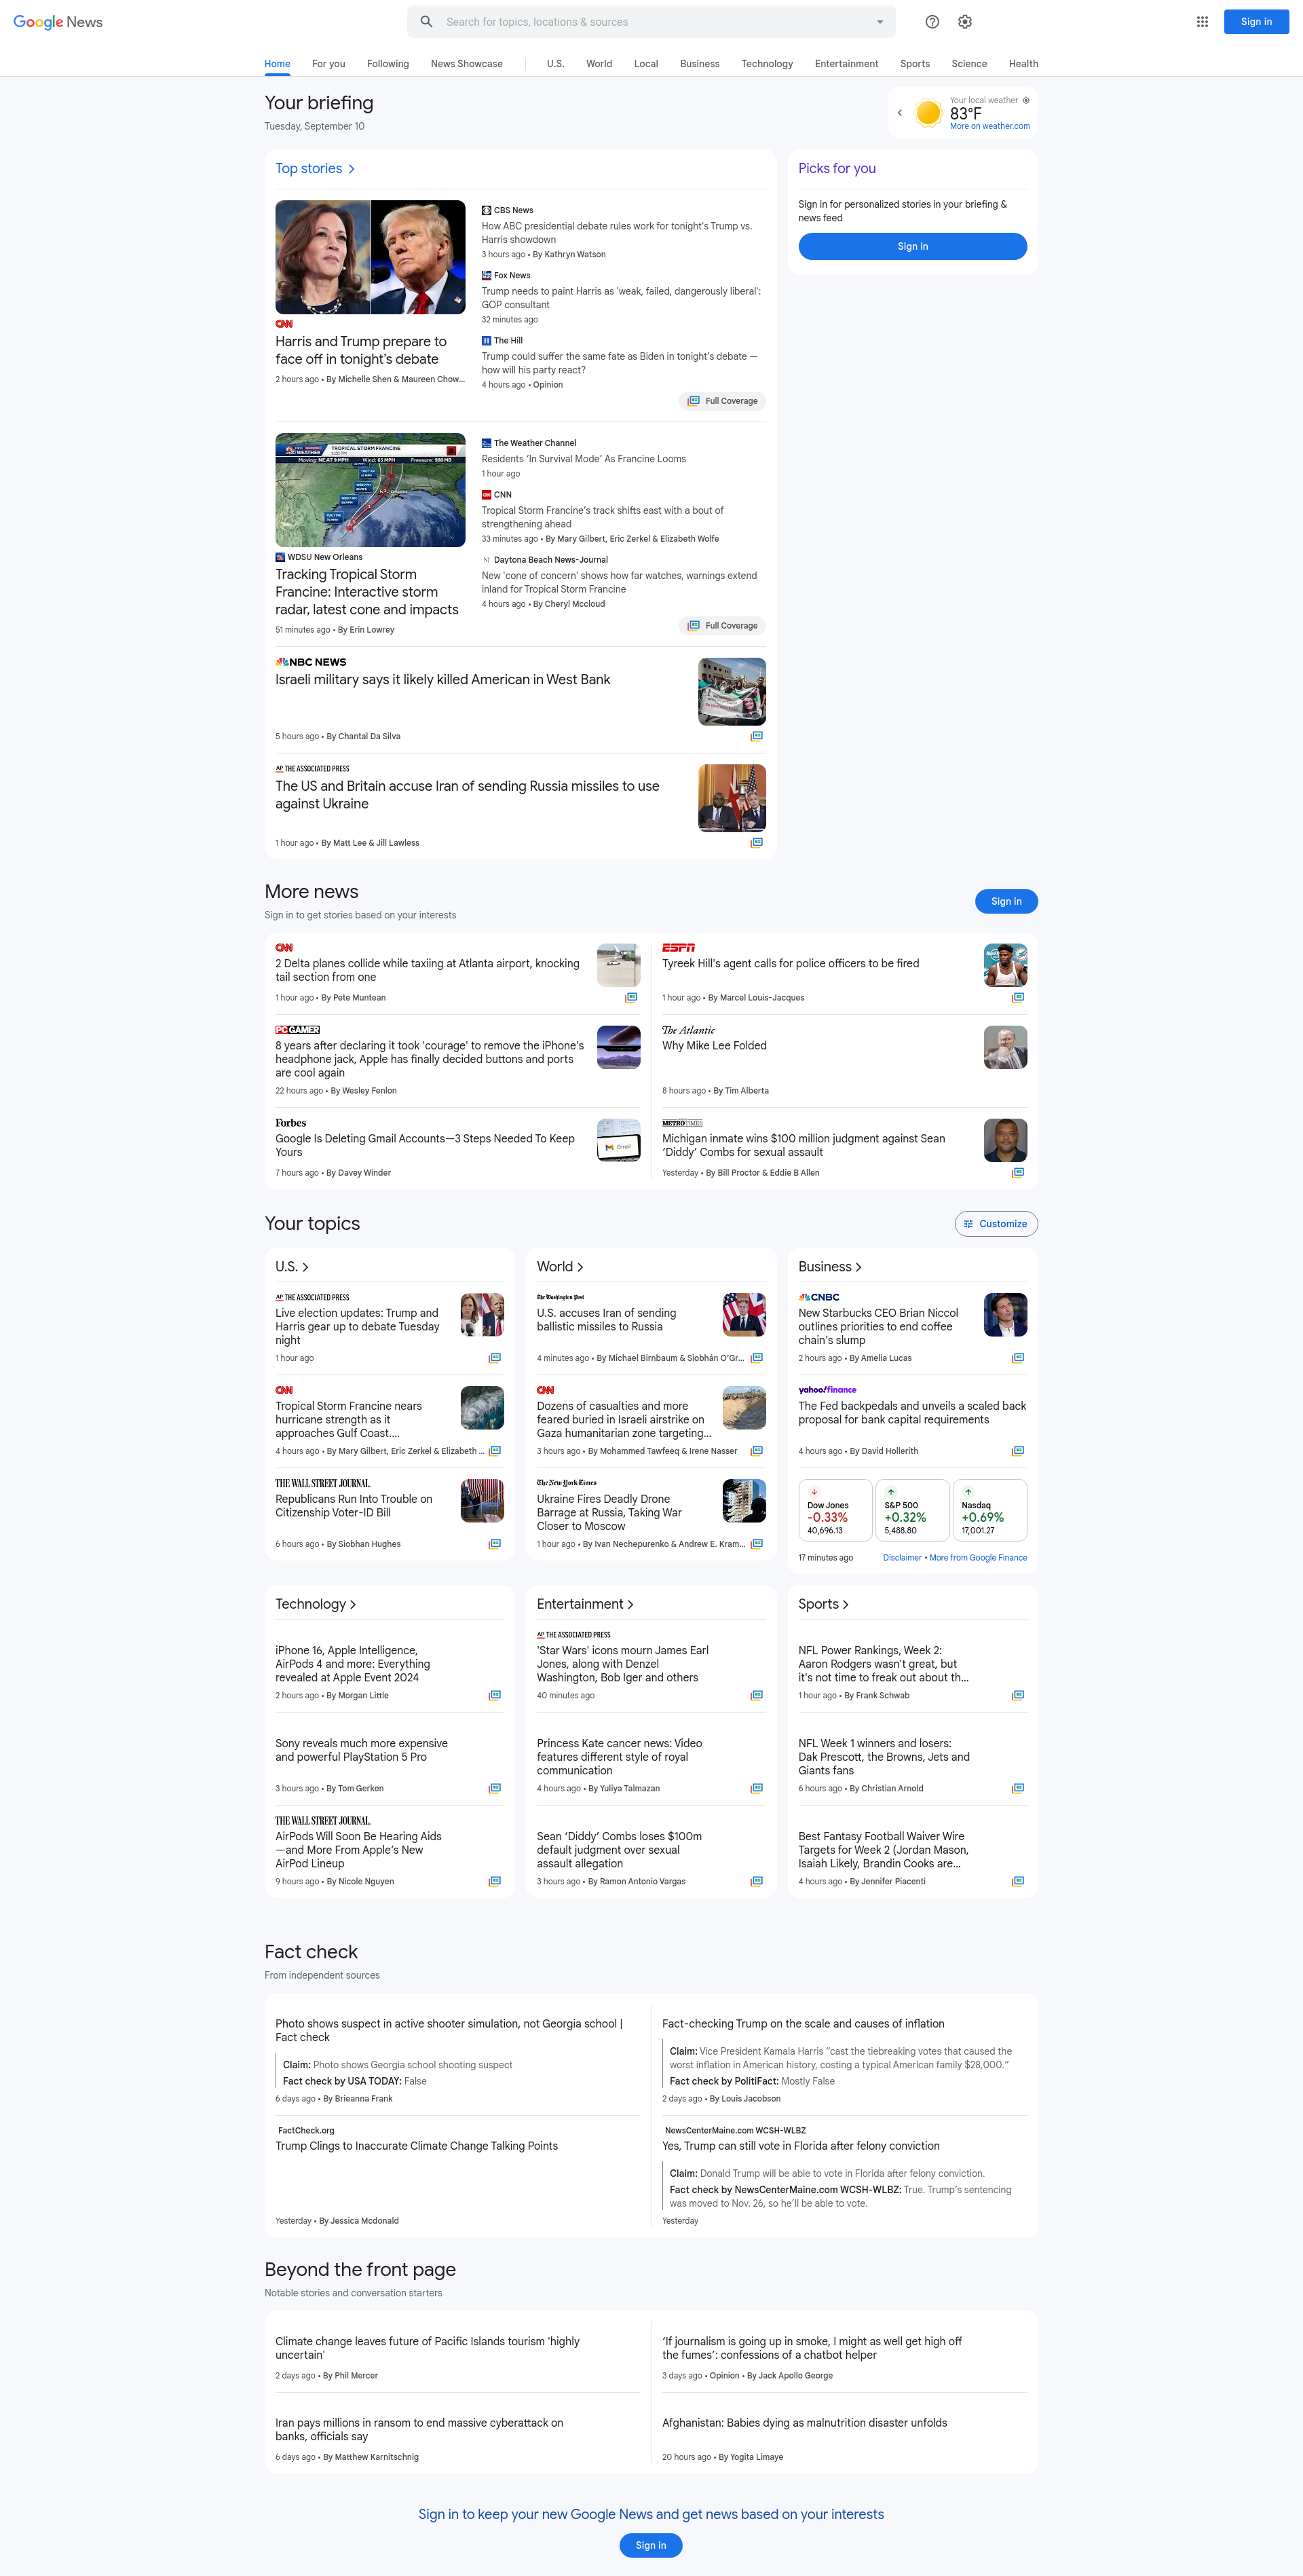 Google News
Search for topics, locations & sources
Sign in
Home
For you
Following
News Showcase
U.S.
World
Local
Business
Technology
Entertainment
Sports
Science
Health
Your briefing
Tuesday, September 10
Your local weather
83°F
More on weather.com
Top stories
CNN
Harris and Trump prepare to
face off in tonight’s debate
2 hours ago • By Michelle Shen & Maureen Chow...
CBS News
How ABC presidential debate rules work for tonight's Trump vs.
Harris showdown
3 hours ago • By Kathryn Watson
Fox News
Trump needs to paint Harris as 'weak, failed, dangerously liberal':
GOP consultant
32 minutes ago
The Hill
Trump could suffer the same fate as Biden in tonight’s debate —
how will his party react?
4 hours ago • Opinion
Full Coverage
Picks for you
Sign in for personalized stories in your briefing &
news feed
Sign in
TROPICAL STORM FRANCINE
Moving: NE AT 9 MPH Wind: 65 MPH Pressure: 988 MB
WDSU New Orleans
Tracking Tropical Storm
Francine: Interactive storm
radar, latest cone and impacts
51 minutes ago • By Erin Lowrey
The Weather Channel
Residents ‘In Survival Mode’ As Francine Looms
1 hour ago
CNN
Tropical Storm Francine’s track shifts east with a bout of
strengthening ahead
33 minutes ago • By Mary Gilbert, Eric Zerkel & Elizabeth Wolfe
Daytona Beach News-Journal
New 'cone of concern' shows how far watches, warnings extend
inland for Tropical Storm Francine
4 hours ago • By Cheryl Mccloud
Full Coverage
NBC NEWS
Israeli military says it likely killed American in West Bank
5 hours ago • By Chantal Da Silva
AP THE ASSOCIATED PRESS
The US and Britain accuse Iran of sending Russia missiles to use
against Ukraine
1 hour ago • By Matt Lee & Jill Lawless
More news
Sign in to get stories based on your interests
Sign in
CNN
2 Delta planes collide while taxiing at Atlanta airport, knocking
tail section from one
1 hour ago • By Pete Muntean
ESPN
Tyreek Hill's agent calls for police officers to be fired
1 hour ago • By Marcel Louis-Jacques
PC GAMER
8 years after declaring it took 'courage' to remove the iPhone's
headphone jack, Apple has finally decided buttons and ports
are cool again
22 hours ago • By Wesley Fenlon
The Atlantic
Why Mike Lee Folded
8 hours ago • By Tim Alberta
Forbes
Google Is Deleting Gmail Accounts—3 Steps Needed To Keep
Yours
7 hours ago • By Davey Winder
Gmail
METROTIMES
Michigan inmate wins $100 million judgment against Sean
‘Diddy’ Combs for sexual assault
Yesterday • By Bill Proctor & Eddie B Allen
Your topics
Customize
U.S.
AP THE ASSOCIATED PRESS
Live election updates: Trump and
Harris gear up to debate Tuesday
night
1 hour ago
CNN
Tropical Storm Francine nears
hurricane strength as it
approaches Gulf Coast....
4 hours ago • By Mary Gilbert, Eric Zerkel & Elizabeth ...
THE WALL STREET JOURNAL.
Republicans Run Into Trouble on
Citizenship Voter-ID Bill
6 hours ago • By Siobhan Hughes
World
The Washington Post
U.S. accuses Iran of sending
ballistic missiles to Russia
4 minutes ago • By Michael Birnbaum & Siobhán O'Gr...
CNN
Dozens of casualties and more
feared buried in Israeli airstrike on
Gaza humanitarian zone targeting...
3 hours ago • By Mohammed Tawfeeq & Irene Nasser
The New York Times
Ukraine Fires Deadly Drone
Barrage at Russia, Taking War
Closer to Moscow
1 hour ago • By Ivan Nechepurenko & Andrew E. Kram...
Business
CNBC
New Starbucks CEO Brian Niccol
outlines priorities to end coffee
chain's slump
2 hours ago • By Amelia Lucas
yahoo!finance
The Fed backpedals and unveils a scaled back
proposal for bank capital requirements
4 hours ago • By David Hollerith
Dow Jones
-0.33%
40,696.13
S&P 500
+0.32%
5,488.80
Nasdaq
+0.69%
17,001.27
17 minutes ago
Disclaimer • More from Google Finance
Technology
iPhone 16, Apple Intelligence,
AirPods 4 and more: Everything
revealed at Apple Event 2024
2 hours ago • By Morgan Little
Sony reveals much more expensive
and powerful PlayStation 5 Pro
3 hours ago • By Tom Gerken
THE WALL STREET JOURNAL.
AirPods Will Soon Be Hearing Aids
—and More From Apple’s New
AirPod Lineup
9 hours ago • By Nicole Nguyen
Entertainment
AP THE ASSOCIATED PRESS
'Star Wars' icons mourn James Earl
Jones, along with Denzel
Washington, Bob Iger and others
40 minutes ago
Princess Kate cancer news: Video
features different style of royal
communication
4 hours ago • By Yuliya Talmazan
Sean ‘Diddy’ Combs loses $100m
default judgment over sexual
assault allegation
3 hours ago • By Ramon Antonio Vargas
Sports
NFL Power Rankings, Week 2:
Aaron Rodgers wasn't great, but
it's not time to freak out about th...
1 hour ago • By Frank Schwab
NFL Week 1 winners and losers:
Dak Prescott, the Browns, Jets and
Giants fans
6 hours ago • By Christian Arnold
Best Fantasy Football Waiver Wire
Targets for Week 2 (Jordan Mason,
Isaiah Likely, Brandin Cooks are...
4 hours ago • By Jennifer Piacenti
Fact check
From independent sources
Photo shows suspect in active shooter simulation, not Georgia school |
Fact check
Claim: Photo shows Georgia school shooting suspect
Fact check by USA TODAY: False
6 days ago • By Brieanna Frank
Fact-checking Trump on the scale and causes of inflation
Claim: Vice President Kamala Harris “cast the tiebreaking votes that caused the
worst inflation in American history, costing a typical American family $28,000.”
Fact check by PolitiFact: Mostly False
2 days ago • By Louis Jacobson
FactCheck.org
Trump Clings to Inaccurate Climate Change Talking Points
Yesterday • By Jessica Mcdonald
NewsCenterMaine.com WCSH-WLBZ
Yes, Trump can still vote in Florida after felony conviction
Claim: Donald Trump will be able to vote in Florida after felony conviction.
Fact check by NewsCenterMaine.com WCSH-WLBZ: True. Trump’s sentencing
was moved to Nov. 26, so he’ll be able to vote.
Yesterday
Beyond the front page
Notable stories and conversation starters
Climate change leaves future of Pacific Islands tourism 'highly
uncertain'
2 days ago • By Phil Mercer
‘If journalism is going up in smoke, I might as well get high off
the fumes’: confessions of a chatbot helper
3 days ago • Opinion • By Jack Apollo George
Iran pays millions in ransom to end massive cyberattack on
banks, officials say
6 days ago • By Matthew Karnitschnig
Afghanistan: Babies dying as malnutrition disaster unfolds
20 hours ago • By Yogita Limaye
Sign in to keep your new Google News and get news based on your interests
Sign in